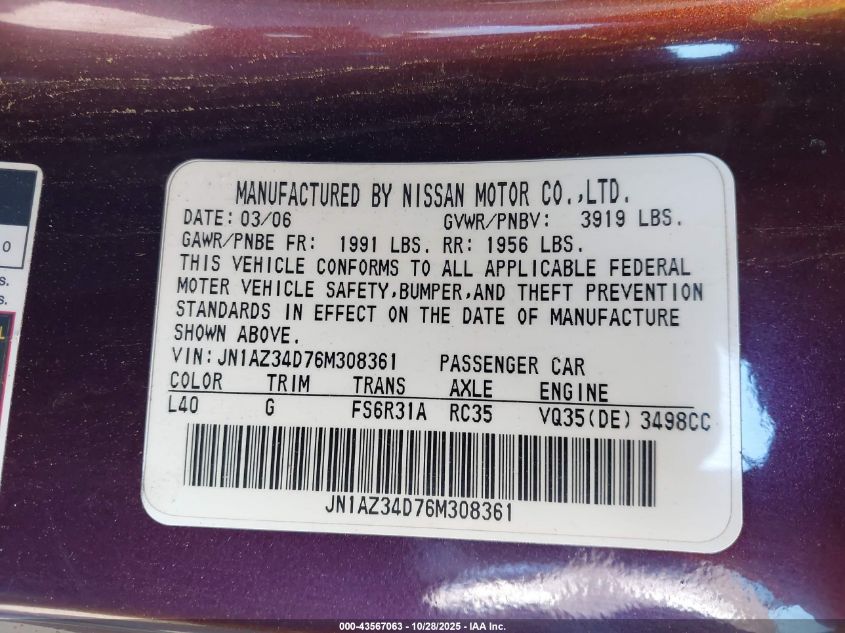 MANUFACTURED BY NISSAN MOTOR CO.,LTD.
DATE: 03/06 GVWR/PNBV: 3919 LBS.
GAWR/PNBE FR: 1991 LBS. RR: 1956 LBS.
THIS VEHICLE CONFORMS TO ALL APPLICABLE FEDERAL
MOTER VEHICLE SAFETY,BUMPER,AND THEFT PREVENTION
STANDARDS IN EFFECT ON THE DATE OF MANUFACTURE
SHOWN ABOVE.
VIN: JN1AZ34D76M308361 PASSENGER CAR
COLOR TRIM TRANS AXLE ENGINE
L40 G FS6R31A RC35 VQ35(DE) 3498CC
JN1AZ34D76M308361
0
s.
s.
L
000-43567063 - 10/28/2025 - IAA Inc.